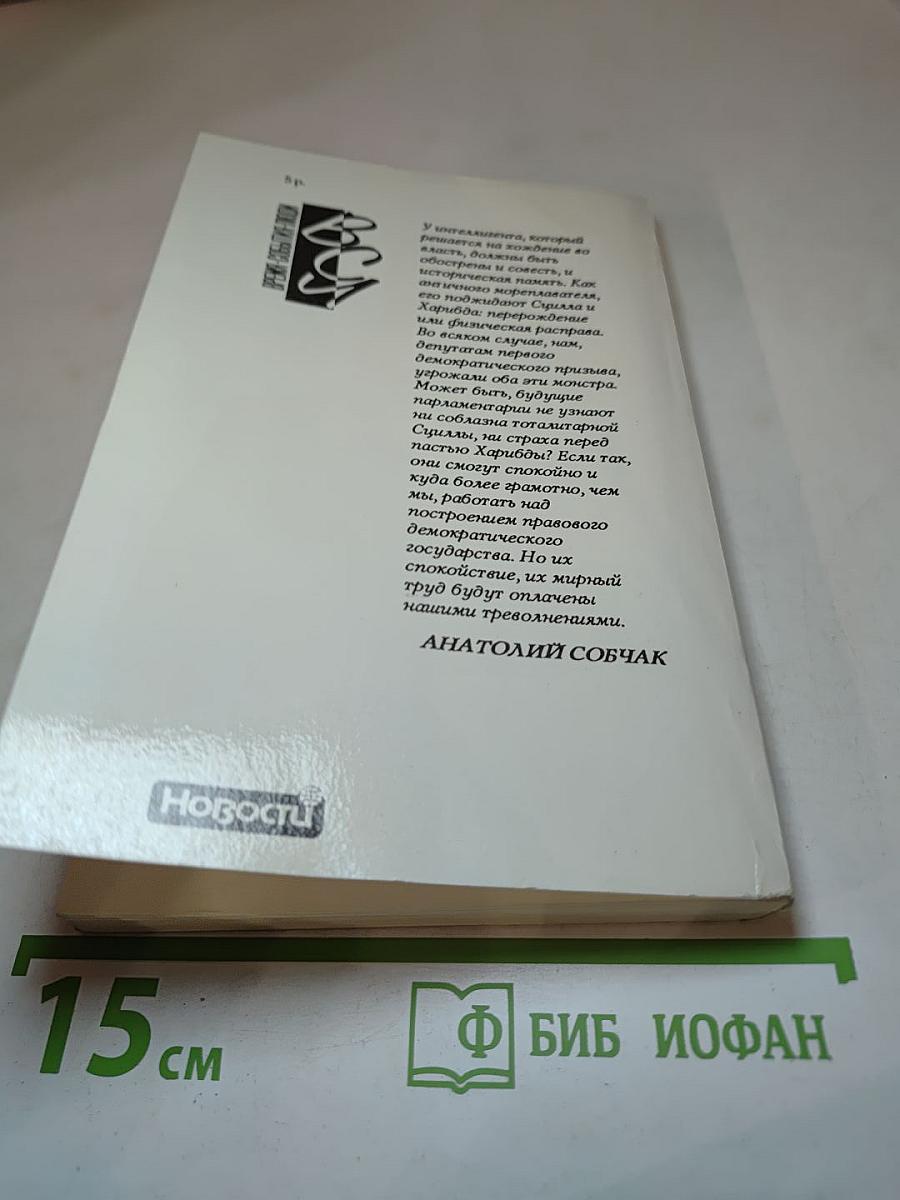 5 р.
ВРЕМЯ·СОБЫТИЯ·ЛЮДИ
У интеллигента, который
решается на хождение во
власть, должны быть
обострены и совесть, и
историческая память. Как
античного мореплавателя,
его поджидают Сцилла и
Харибда: перерождение
или физическая расправа.
Во всяком случае, нам,
депутатам первого
демократического призыва,
угрожали оба эти монстра.
Может быть, будущие
парламентарии не узнают
ни соблазна тоталитарной
Сциллы, ни страха перед
пастью Харибды? Если так,
они смогут спокойно и
куда более грамотно, чем
мы, работать над
построением правового
демократического
государства. Но их
спокойствие, их мирный
труд будут оплачены
нашими треволнениями.
АНАТОЛИЙ СОБЧАК
Новости
15 см
Ф БИБ ИОФАН